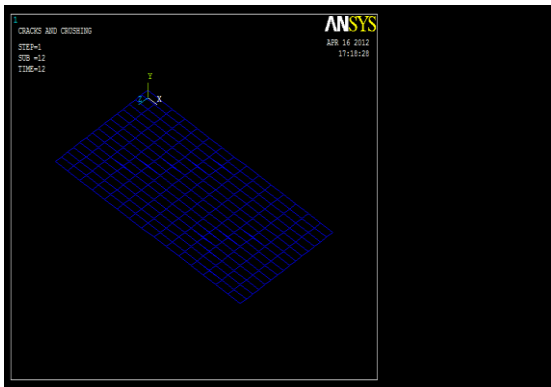 1
ANSYS
CRACKS AND CRUSHING
STEP=1
SUB =12
TIME=12
APR 16 2012
17:18:28
Y
Z X